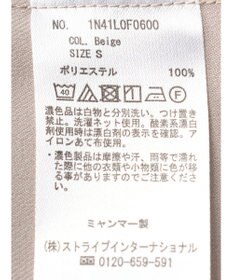 NO. 1N41L0F0600
COL. Beige
SIZE S
ポリエステル 100%
40
濃色品は白物と分別洗い。つけ置き
禁止。洗濯ネット使用。酸素系漂白
剤使用時は漂白剤の表示を確認。ア
イロンあて布使用。
・濃色製品は摩擦や汗、雨等で濡れ
た際に他の衣類や小物類に色が移
る事がありますのでご注意くださ
い。
ミャンマー製
(株)ストライプインターナショナル
☎ 0120-659-591